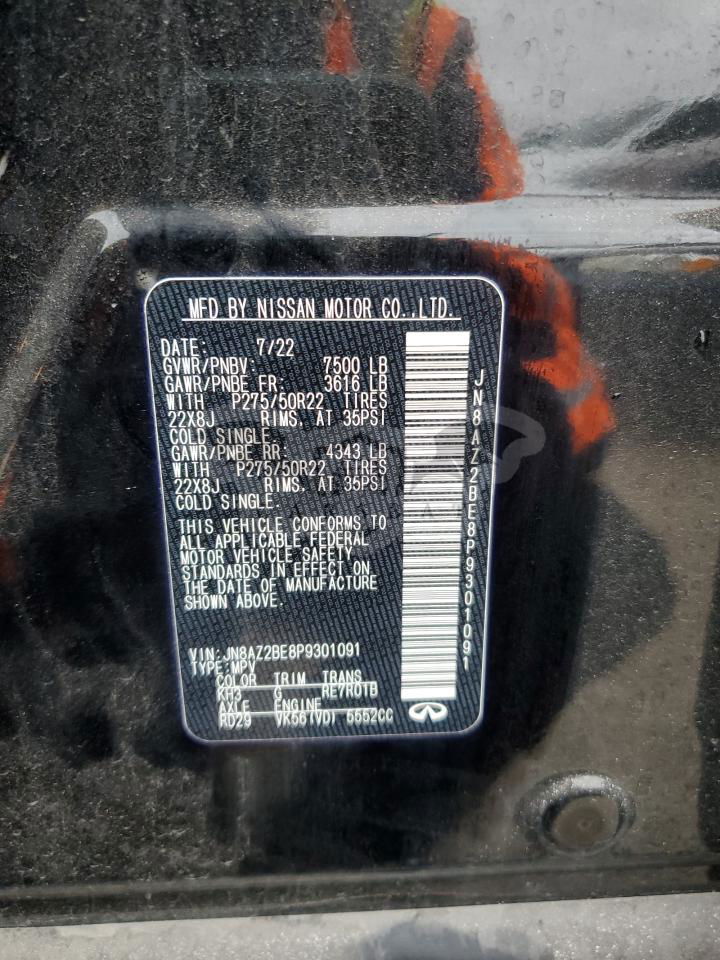 MFD BY NISSAN MOTOR CO.,LTD.
DATE: 7/22
GVWR/PNBV: 7500 LB
GAWR/PNBE FR: 3616 LB
WITH P275/50R22 TIRES
22X8J RIMS, AT 35PSI
COLD SINGLE.
GAWR/PNBE RR: 4343 LB
WITH P275/50R22 TIRES
22X8J RIMS, AT 35PSI
COLD SINGLE.
THIS VEHICLE CONFORMS TO
ALL APPLICABLE FEDERAL
MOTOR VEHICLE SAFETY
STANDARDS IN EFFECT ON
THE DATE OF MANUFACTURE
SHOWN ABOVE.
VIN: JN8AZ2BE8P9301091
TYPE: MPV
COLOR TRIM TRANS
KH3 G RE7R01B
AXLE ENGINE
RD29 VK56(VD) 5552CC
JN8AZ2BE8P9301091